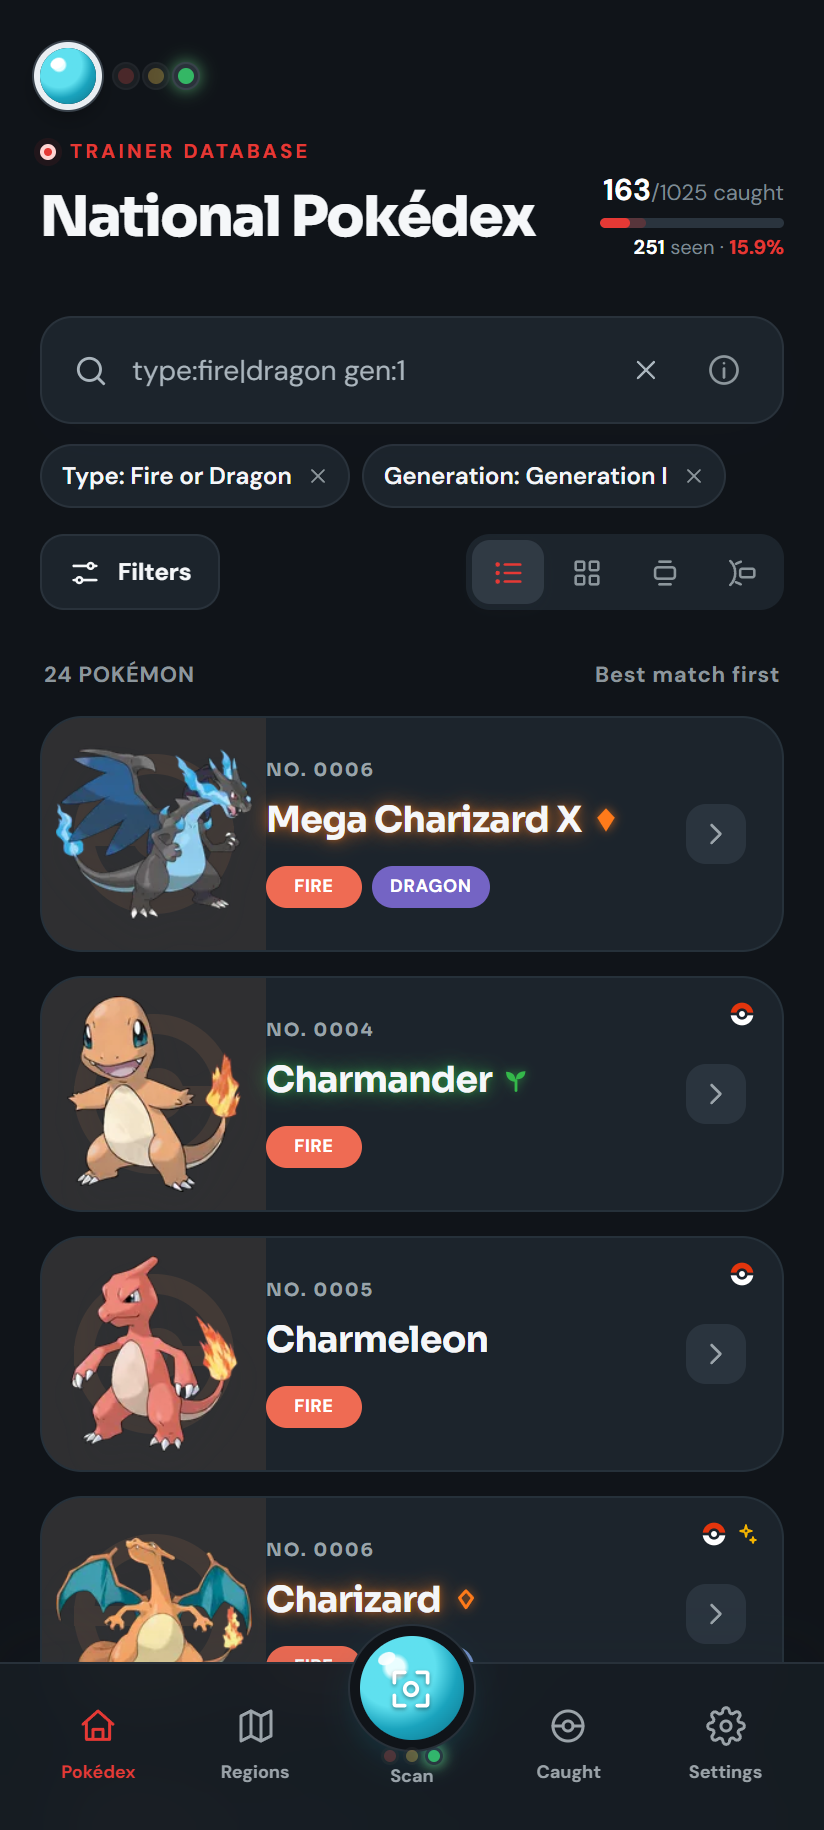 TRAINER DATABASE
National Pokédex
163/1025 caught
251 seen · 15.9%
type:fire|dragon gen:1
Type: Fire or Dragon
Generation: Generation I
Filters
24 POKÉMON
Best match first
NO. 0006
Mega Charizard X
FIRE DRAGON
NO. 0004
Charmander
FIRE
NO. 0005
Charmeleon
FIRE
NO. 0006
Charizard
FIRE
Pokédex
Regions
Scan
Caught
Settings